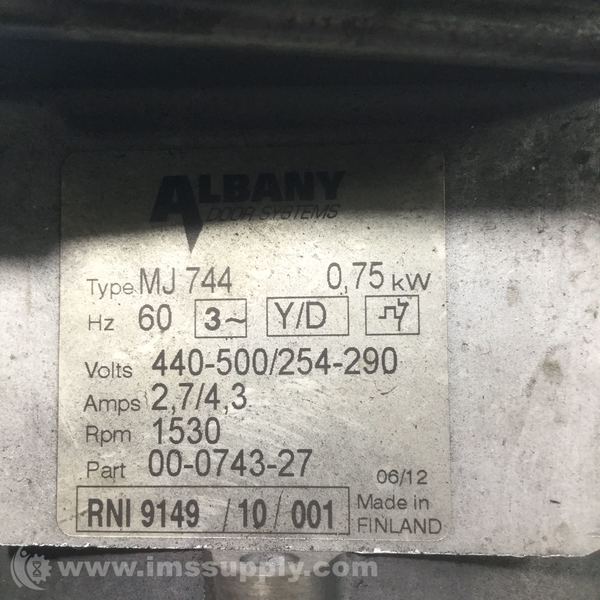 ALBANY
DOOR SYSTEMS
Type MJ 744 0,75 kW
Hz 60 3~ Y/D
Volts 440-500/254-290
Amps 2,7/4,3
Rpm 1530
Part 00-0743-27 06/12
RNI 9149 / 10 / 001 Made in
FINLAND
© www.imssupply.com